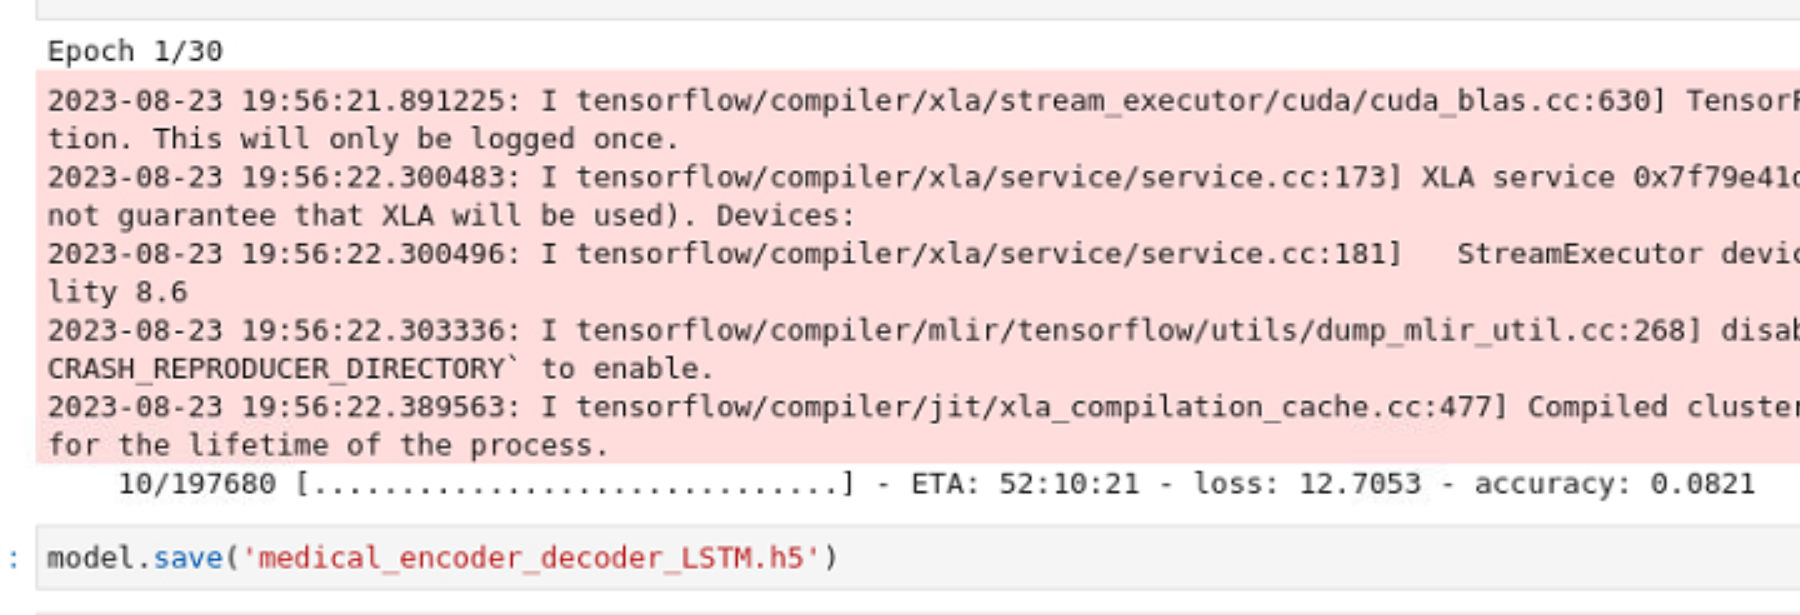 Epoch 1/30
2023-08-23 19:56:21.891225: I tensorflow/compiler/xla/stream_executor/cuda/cuda_blas.cc:630] TensorF
tion. This will only be logged once.
2023-08-23 19:56:22.300483: I tensorflow/compiler/xla/service/service.cc:173] XLA service 0x7f79e41c
not guarantee that XLA will be used). Devices:
2023-08-23 19:56:22.300496: I tensorflow/compiler/xla/service/service.cc:181]   StreamExecutor devic
lity 8.6
2023-08-23 19:56:22.303336: I tensorflow/compiler/mlir/tensorflow/utils/dump_mlir_util.cc:268] disab
CRASH_REPRODUCER_DIRECTORY` to enable.
2023-08-23 19:56:22.389563: I tensorflow/compiler/jit/xla_compilation_cache.cc:477] Compiled cluster
for the lifetime of the process.
10/197680 [..............................] - ETA: 52:10:21 - loss: 12.7053 - accuracy: 0.0821
: model.save('medical_encoder_decoder_LSTM.h5')